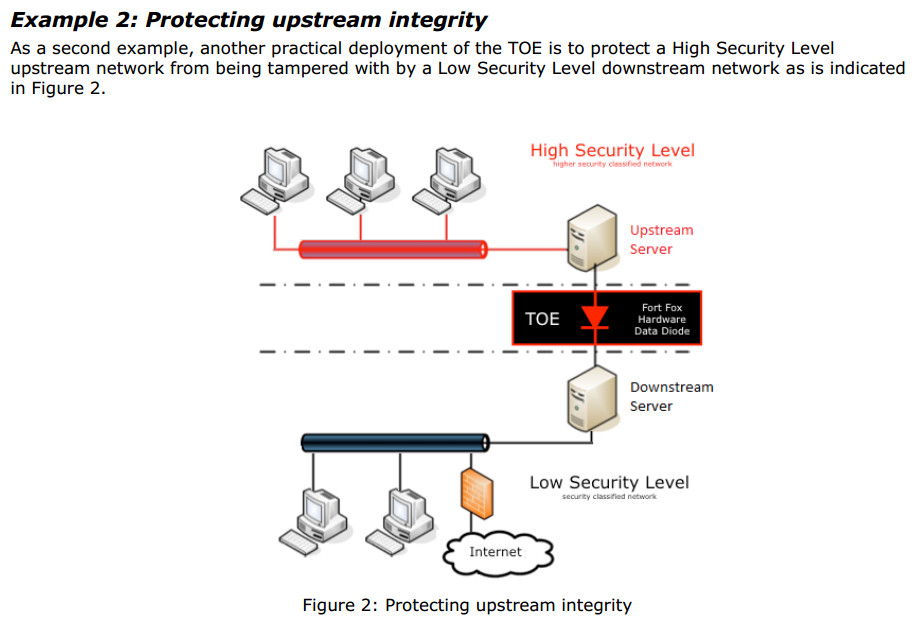 Example 2: Protecting upstream integrity
As a second example, another practical deployment of the TOE is to protect a High Security Level
upstream network from being tampered with by a Low Security Level downstream network as is indicated
in Figure 2.
High Security Level
higher security classified network
Upstream
Server
TOE
Fort Fox
Hardware
Data Diode
Downstream
Server
Low Security Level
security classified network
Internet
Figure 2: Protecting upstream integrity